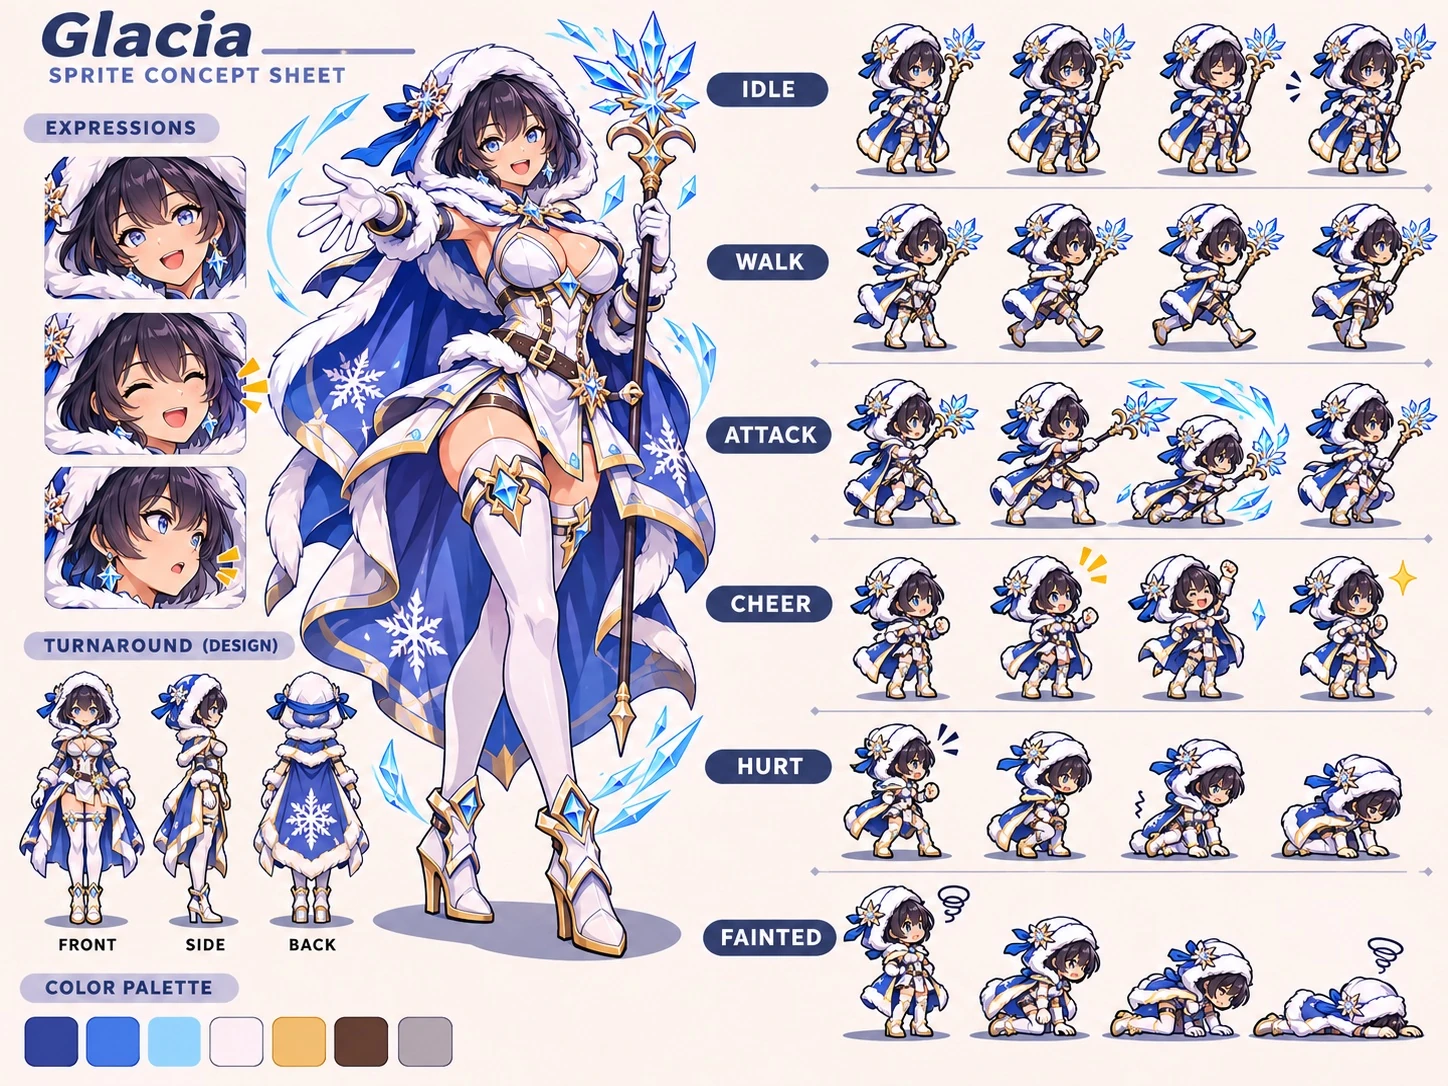 Glacia
SPRITE CONCEPT SHEET
EXPRESSIONS
TURNAROUND (DESIGN)
FRONT
SIDE
BACK
COLOR PALETTE
IDLE
WALK
ATTACK
CHEER
HURT
FAINTED